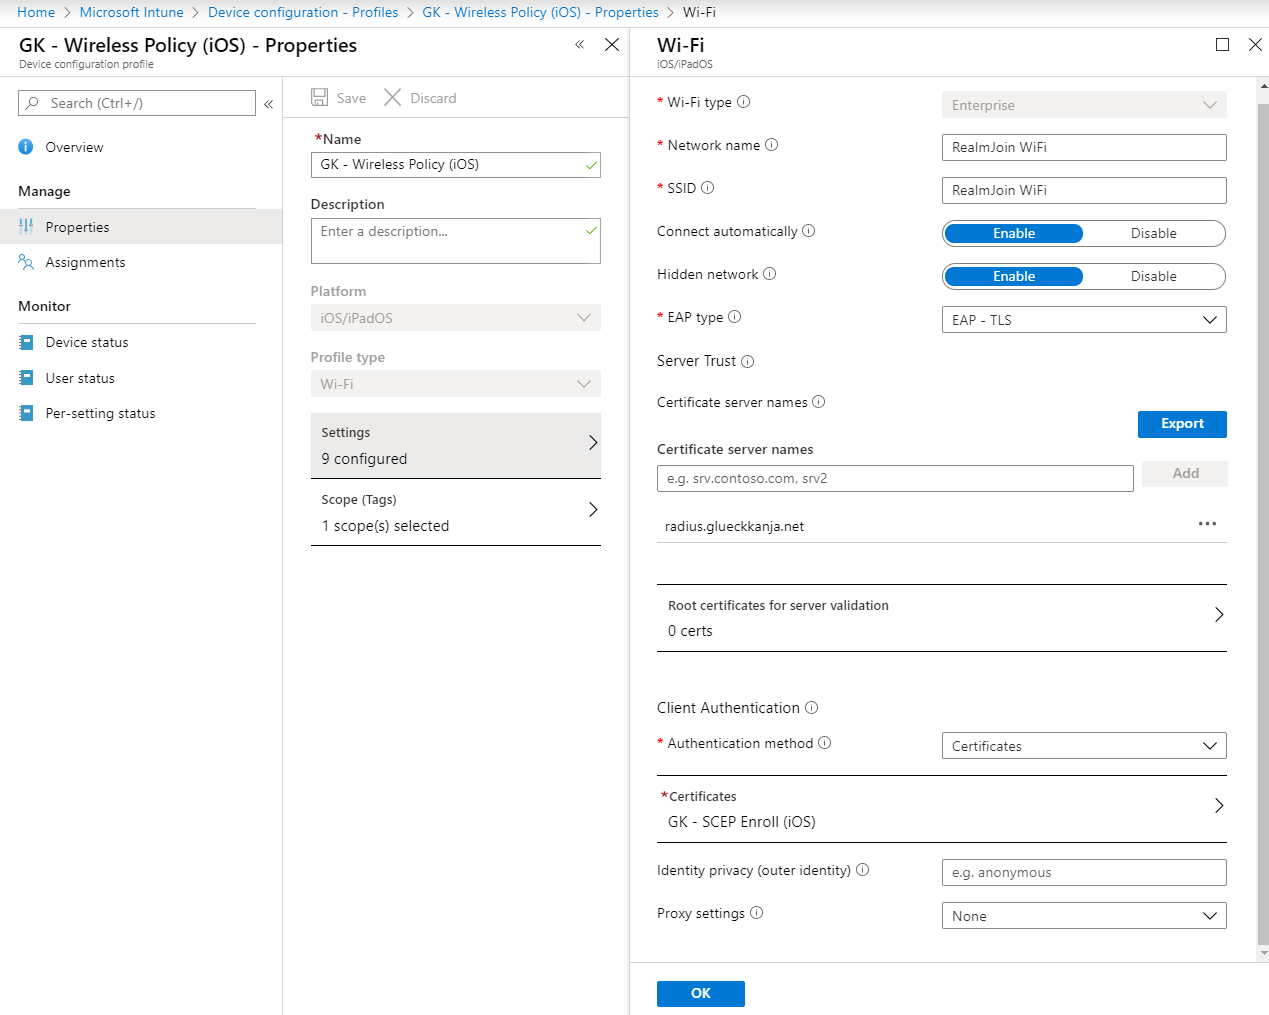 Home > Microsoft Intune > Device configuration - Profiles > GK - Wireless Policy (iOS) - Properties > Wi-Fi
GK - Wireless Policy (iOS) - Properties
Device configuration profile
Search (Ctrl+/)
Overview
Manage
Properties
Assignments
Monitor
Device status
User status
Per-setting status
Save Discard
*Name
GK - Wireless Policy (iOS)
Description
Enter a description...
Platform
iOS/iPadOS
Profile type
Wi-Fi
Settings
9 configured
Scope (Tags)
1 scope(s) selected
Wi-Fi
iOS/iPadOS
* Wi-Fi type Enterprise
* Network name RealmJoin WiFi
* SSID RealmJoin WiFi
Connect automatically Enable Disable
Hidden network Enable Disable
* EAP type EAP - TLS
Server Trust
Certificate server names
Export
Certificate server names
e.g. srv.contoso.com, srv2 Add
radius.glueckkanja.net
Root certificates for server validation
0 certs
Client Authentication
* Authentication method Certificates
*Certificates
GK - SCEP Enroll (iOS)
Identity privacy (outer identity) e.g. anonymous
Proxy settings None
OK